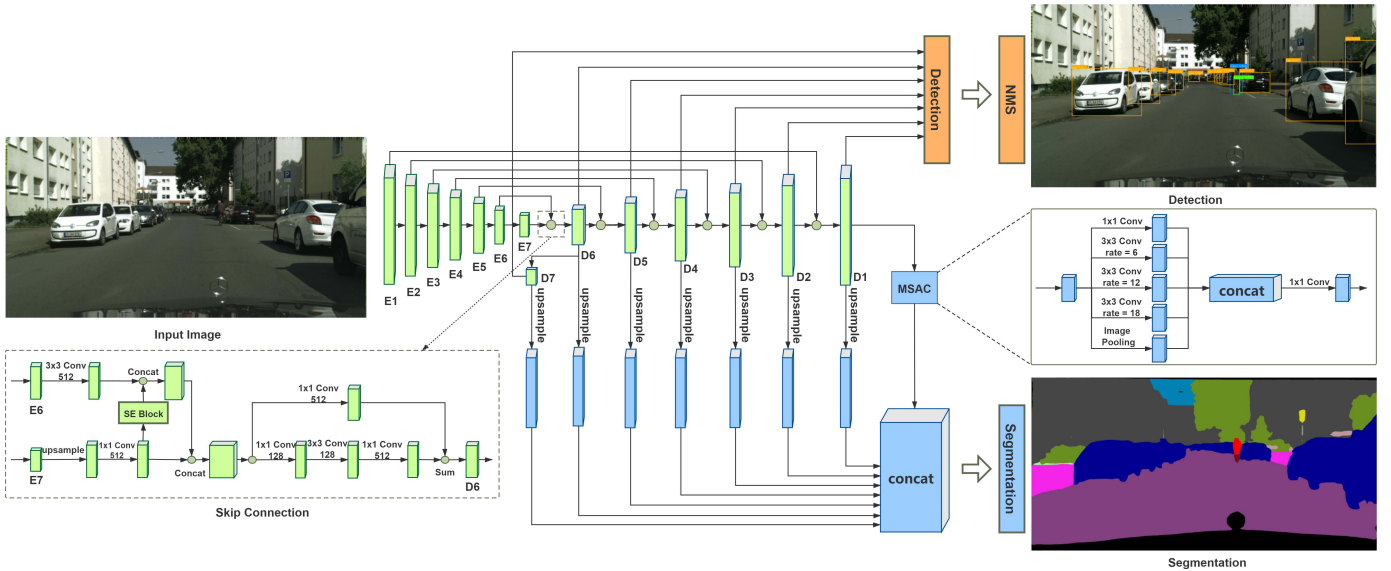 Detection
NMS
Detection
Input Image
E1
E2
E3
E4
E5
E6
E7
D7
D6
D5
D4
D3
D2
D1
upsample
upsample
upsample
upsample
upsample
upsample
upsample
MSAC
1x1 Conv
3x3 Conv
rate = 6
3x3 Conv
rate = 12
3x3 Conv
rate = 18
Image
Pooling
concat
1x1 Conv
E6
3x3 Conv
512
Concat
SE Block
E7
upsample
1x1 Conv
512
Concat
1x1 Conv
512
1x1 Conv
128
3x3 Conv
128
1x1 Conv
512
Sum
D6
Skip Connection
concat
Segmentation
Segmentation